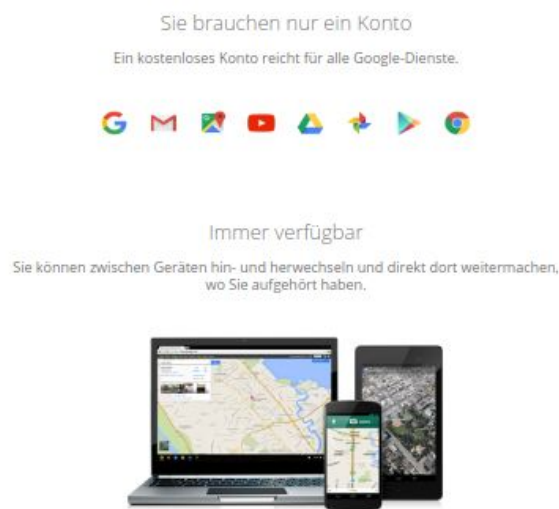 Sie brauchen nur ein Konto
Ein kostenloses Konto reicht für alle Google-Dienste.
Immer verfügbar
Sie können zwischen Geräten hin- und herwechseln und direkt dort weitermachen,
wo Sie aufgehört haben.